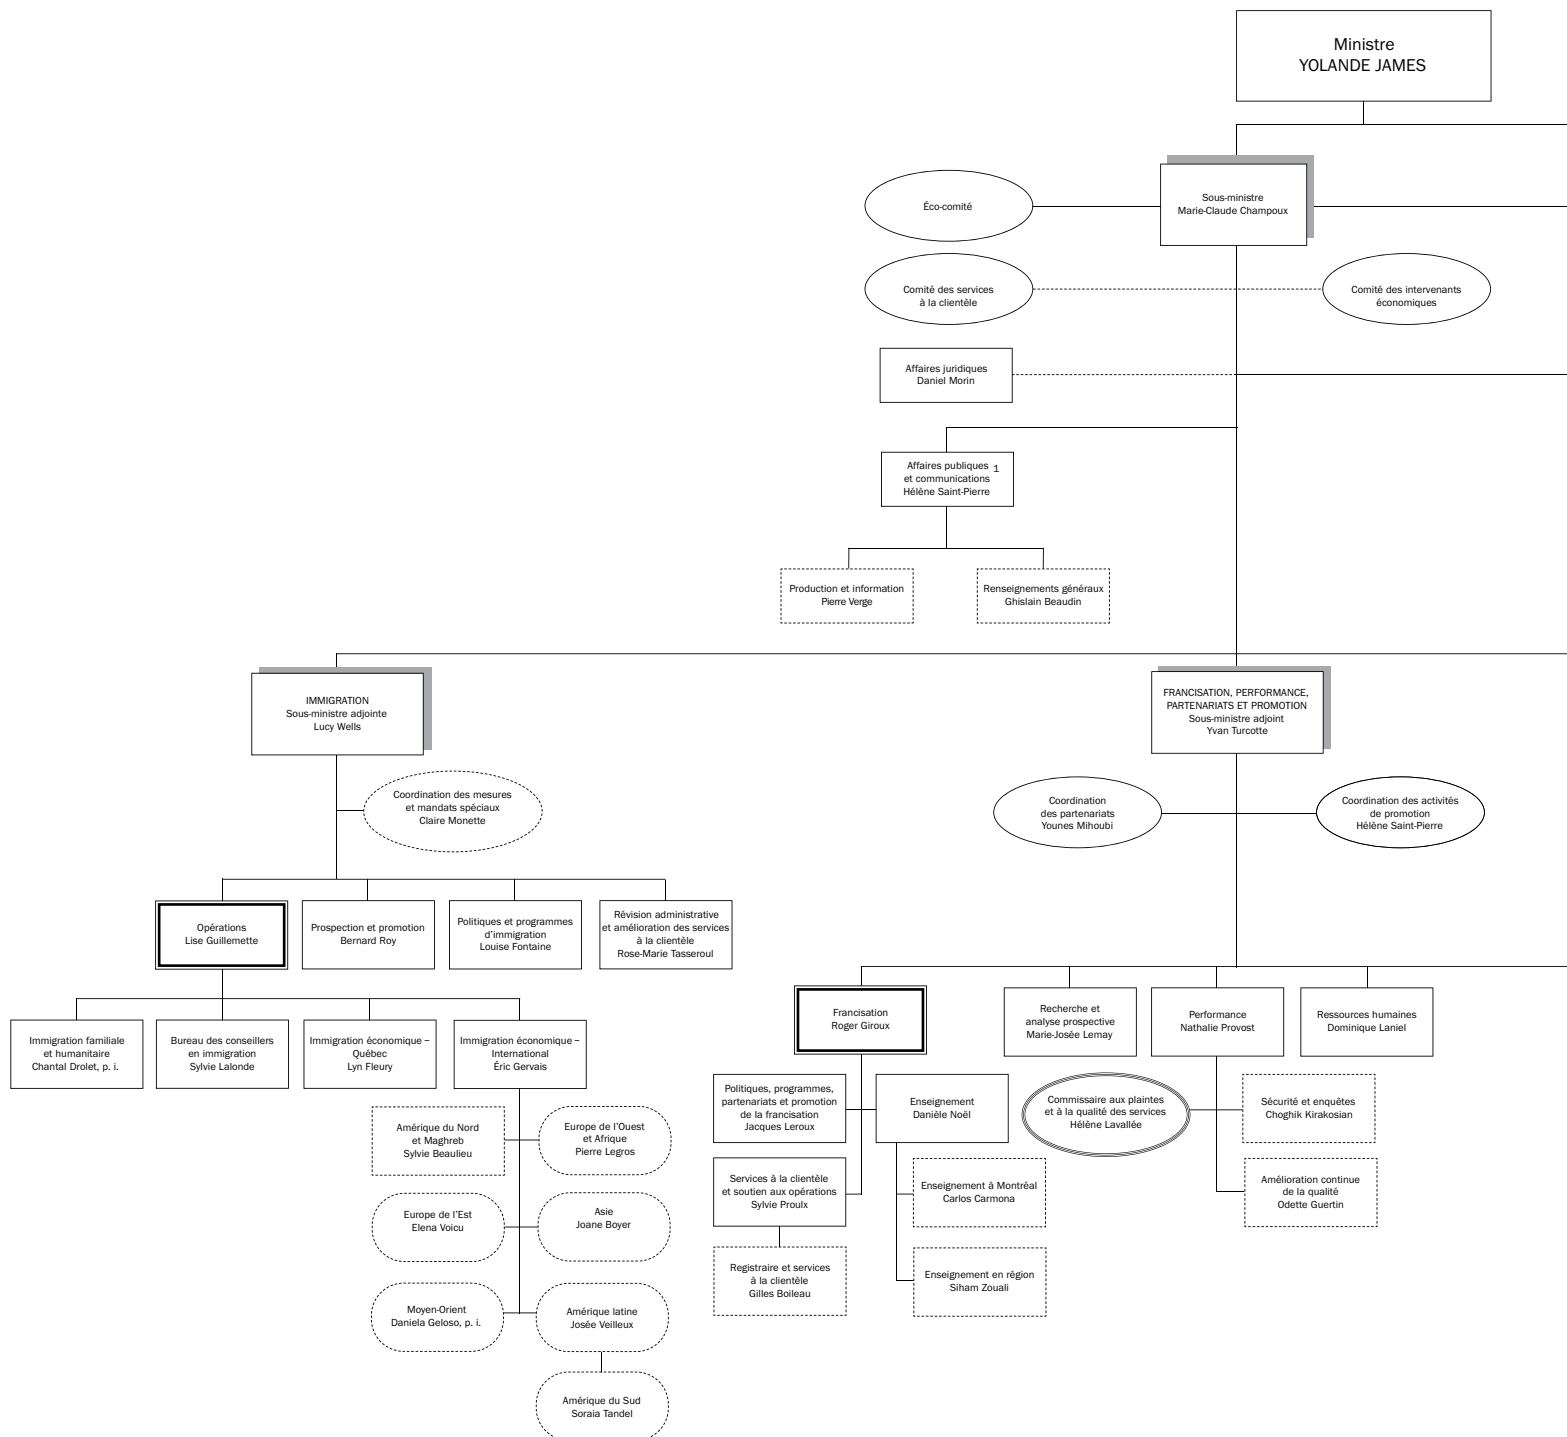 Ministre
YOLANDE JAMES
Sous-ministre
Marie-Claude Champoux
Éco-comité
Comité des services
à la clientèle
Comité des intervenants
économiques
Affaires juridiques
Daniel Morin
Affaires publiques 1
et communications
Hélène Saint-Pierre
Production et information
Pierre Verge
Renseignements généraux
Ghislain Beaudin
IMMIGRATION
Sous-ministre adjointe
Lucy Wells
FRANCISATION, PERFORMANCE,
PARTENARIATS ET PROMOTION
Sous-ministre adjoint
Yvan Turcotte
Coordination des mesures
et mandats spéciaux
Claire Monette
Coordination
des partenariats
Younes Mihoubi
Coordination des activités
de promotion
Hélène Saint-Pierre
Opérations
Lise Guillemette
Prospection et promotion
Bernard Roy
Politiques et programmes
d'immigration
Louise Fontaine
Révision administrative
et amélioration des services
à la clientèle
Rose-Marie Tasseroul
Immigration familiale
et humanitaire
Chantal Drolet, p. i.
Bureau des conseillers
en immigration
Sylvie Lalonde
Immigration économique –
Québec
Lyn Fleury
Immigration économique –
International
Éric Gervais
Amérique du Nord
et Maghreb
Sylvie Beaulieu
Europe de l'Ouest
et Afrique
Pierre Legros
Europe de l'Est
Elena Voicu
Asie
Joane Boyer
Moyen-Orient
Daniela Geloso, p. i.
Amérique latine
Josée Veilleux
Amérique du Sud
Soraia Tandel
Francisation
Roger Giroux
Recherche et
analyse prospective
Marie-Josée Lemay
Performance
Nathalie Provost
Ressources humaines
Dominique Laniel
Politiques, programmes,
partenariats et promotion
de la francisation
Jacques Leroux
Enseignement
Danièle Noël
Commissaire aux plaintes
et à la qualité des services
Hélène Lavallée
Sécurité et enquêtes
Choghik Kirakosian
Services à la clientèle
et soutien aux opérations
Sylvie Proulx
Enseignement à Montréal
Carlos Carmona
Amélioration continue
de la qualité
Odette Guertin
Registraire et services
à la clientèle
Gilles Boileau
Enseignement en région
Siham Zouali